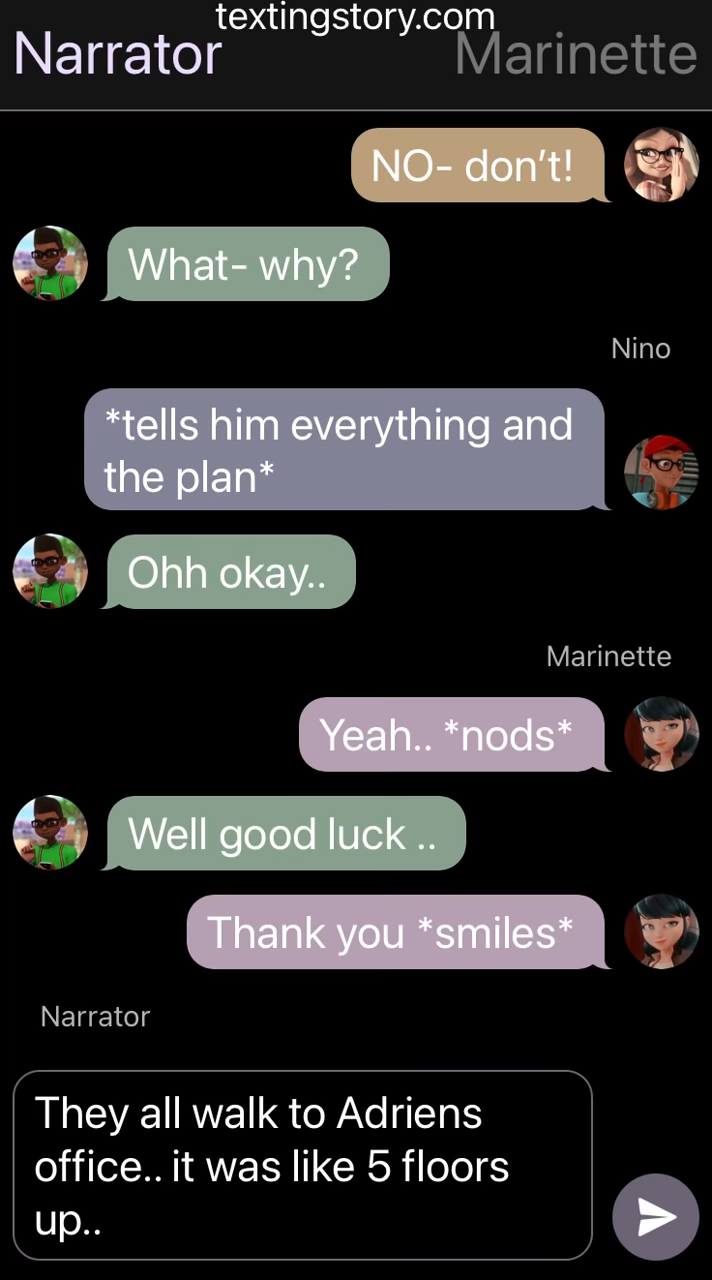 textingstory.com
Narrator
Marinette
NO- don’t!
What- why?
Nino
*tells him everything and
the plan*
Ohh okay..
Marinette
Yeah.. *nods*
Well good luck ..
Thank you *smiles*
Narrator
They all walk to Adriens
office.. it was like 5 floors
up..